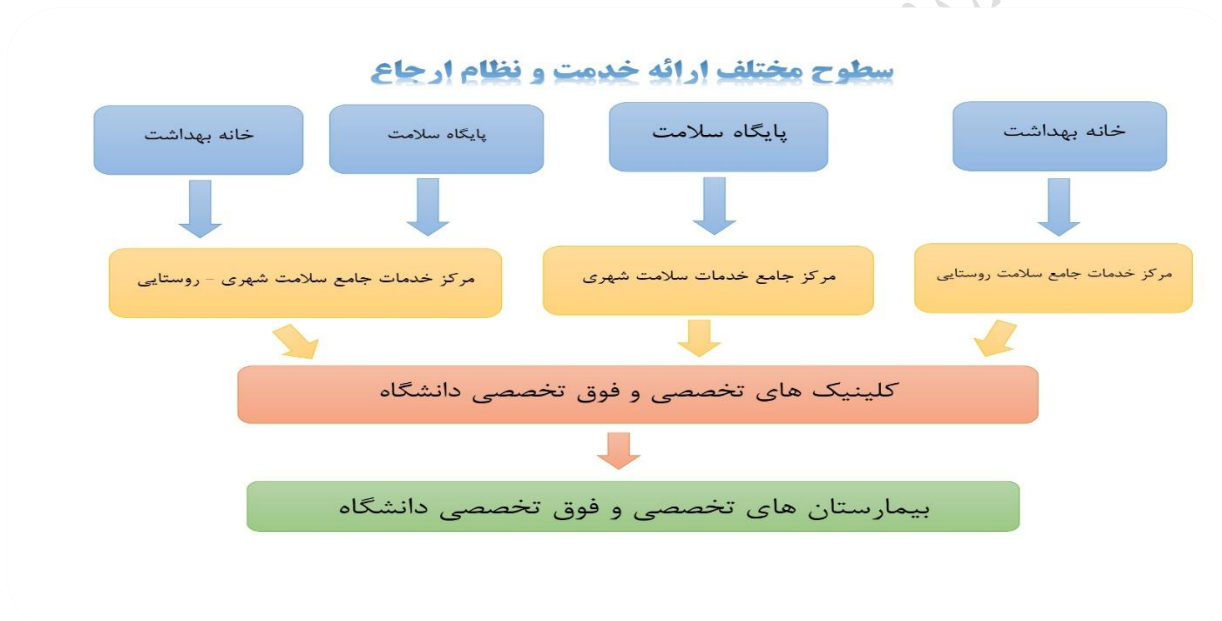 سطوح مختلف ارائه خدمت و نظام ارجاع
خانه بهداشت
پایگاه سلامت
پایگاه سلامت
خانه بهداشت
مرکز خدمات جامع سلامت روستایی
مرکز جامع خدمات سلامت شهری
مرکز خدمات جامع سلامت شهری – روستایی
کلینیک های تخصصی و فوق تخصصی دانشگاه
بیمارستان های تخصصی و فوق تخصصی دانشگاه